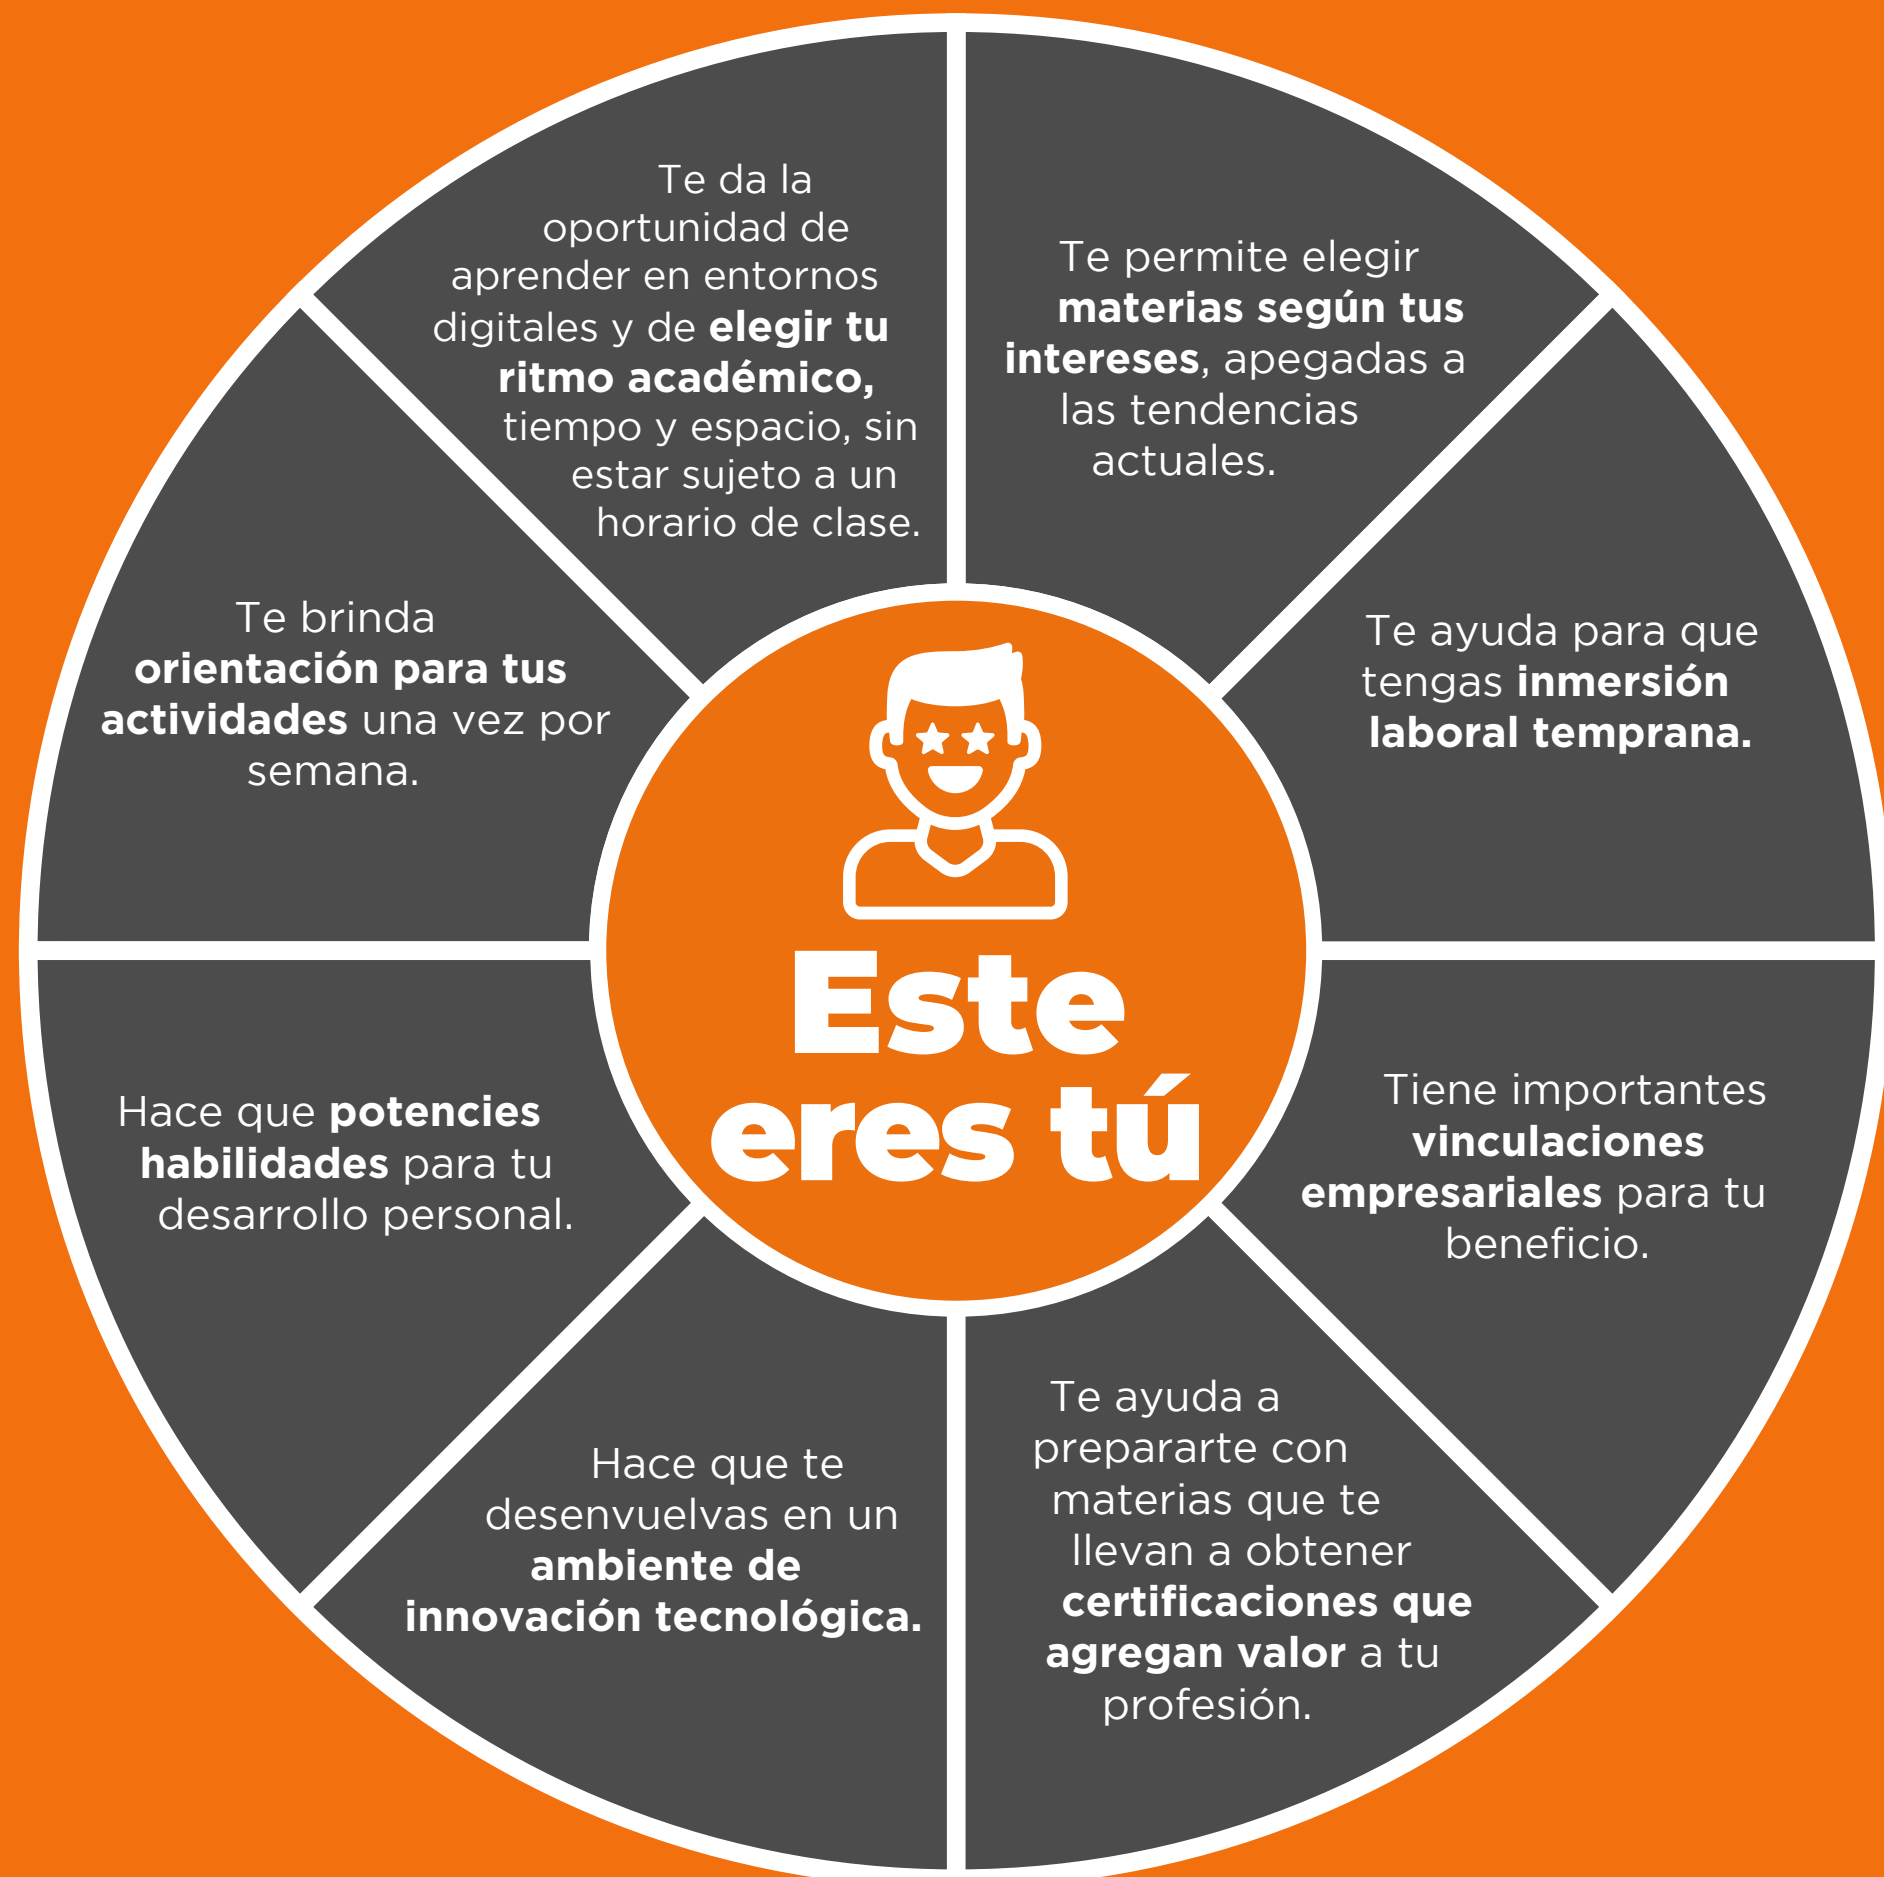 Te da la
oportunidad de
aprender en entornos
digitales y de elegir tu
ritmo académico,
tiempo y espacio, sin
estar sujeto a un
horario de clase.
Te permite elegir
materias según tus
intereses, apegadas a
las tendencias
actuales.
Te ayuda para que
tengas inmersión
laboral temprana.
Tiene importantes
vinculaciones
empresariales para tu
beneficio.
Te ayuda a
prepararte con
materias que te
llevan a obtener
certificaciones que
agregan valor a tu
profesión.
Hace que te
desenvuelvas en un
ambiente de
innovación tecnológica.
Hace que potencies
habilidades para tu
desarrollo personal.
Te brinda
orientación para tus
actividades una vez por
semana.
Este
eres tú